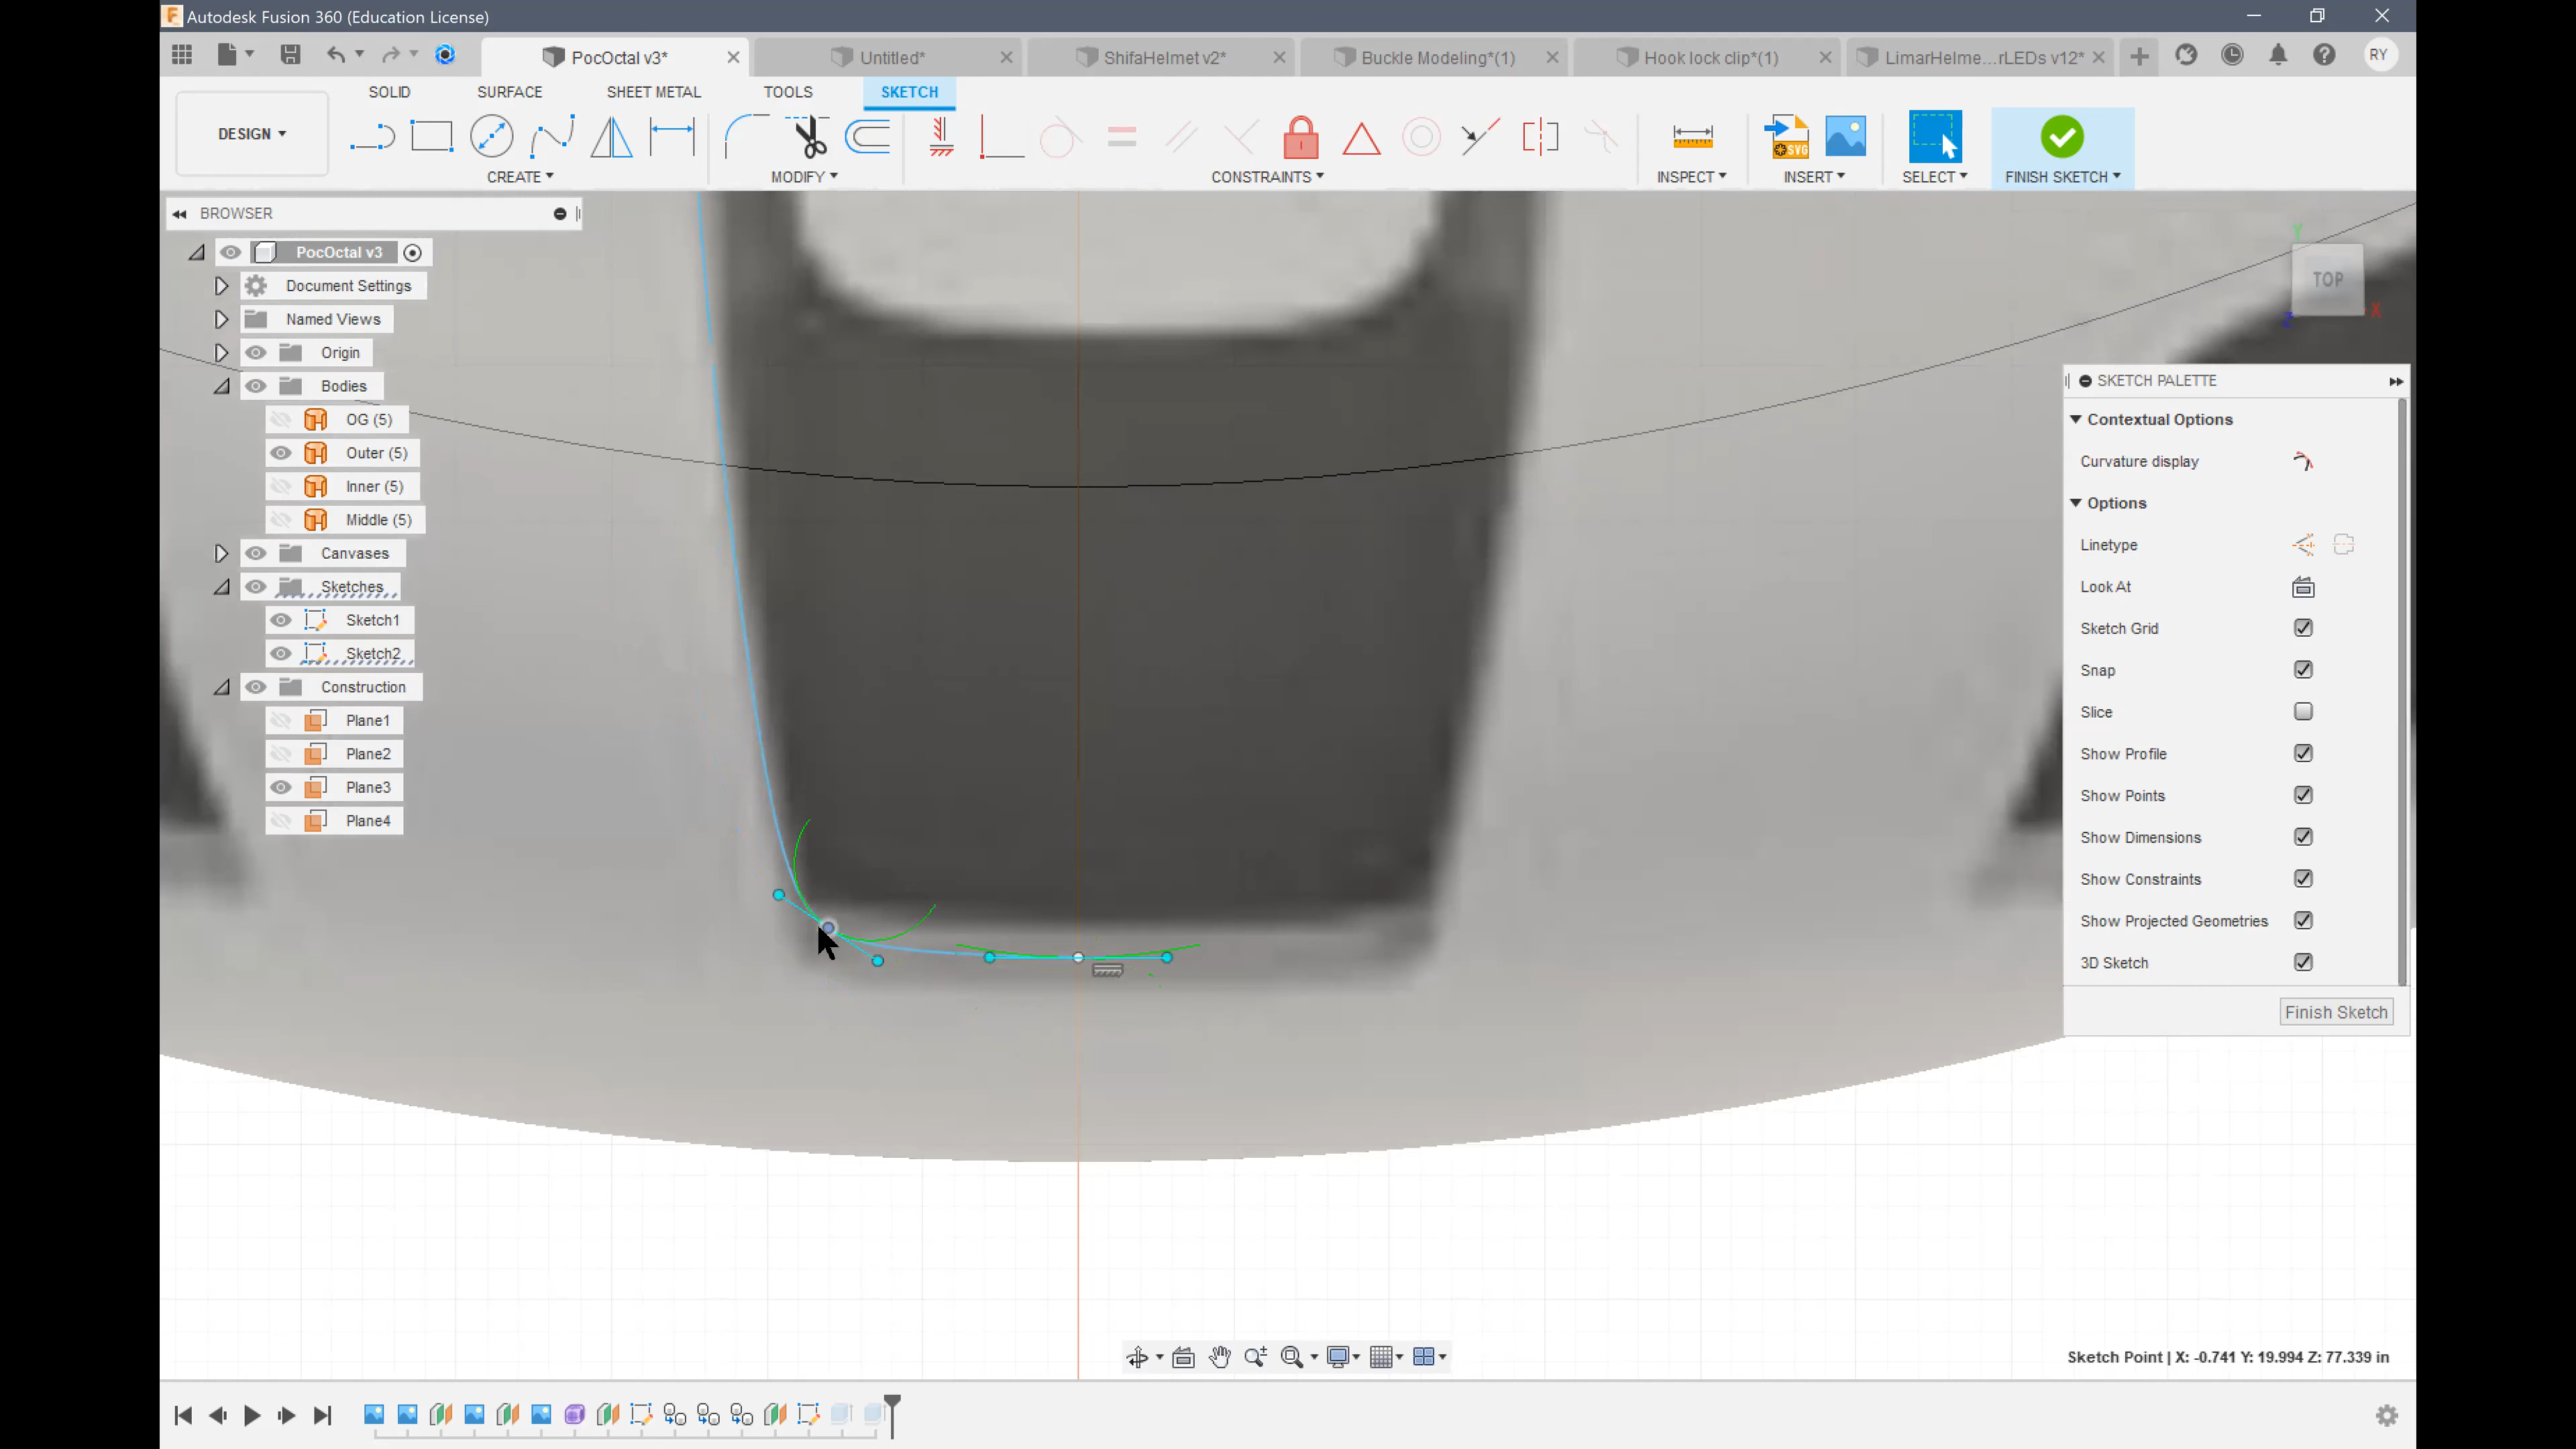 Autodesk Fusion 360 (Education License)
PocOctal v3*
Untitled*
ShifaHelmet v2*
Buckle Modeling*(1)
Hook lock clip*(1)
LimarHelme...rLEDs v12*
RY
SOLID
SURFACE
SHEET METAL
TOOLS
SKETCH
DESIGN
SVG
CREATE
MODIFY
CONSTRAINTS
INSPECT
INSERT
SELECT
FINISH SKETCH
BROWSER
PocOctal v3
Document Settings
Named Views
Origin
Bodies
OG (5)
Outer (5)
Inner (5)
Middle (5)
Canvases
Sketches
Sketch1
Sketch2
Construction
Plane1
Plane2
Plane3
Plane4
Y
TOP
X
Z
SKETCH PALETTE
Contextual Options
Curvature display
Options
Linetype
Look At
Sketch Grid
Snap
Slice
Show Profile
Show Points
Show Dimensions
Show Constraints
Show Projected Geometries
3D Sketch
Finish Sketch
Sketch Point | X: -0.741 Y: 19.994 Z: 77.339 in